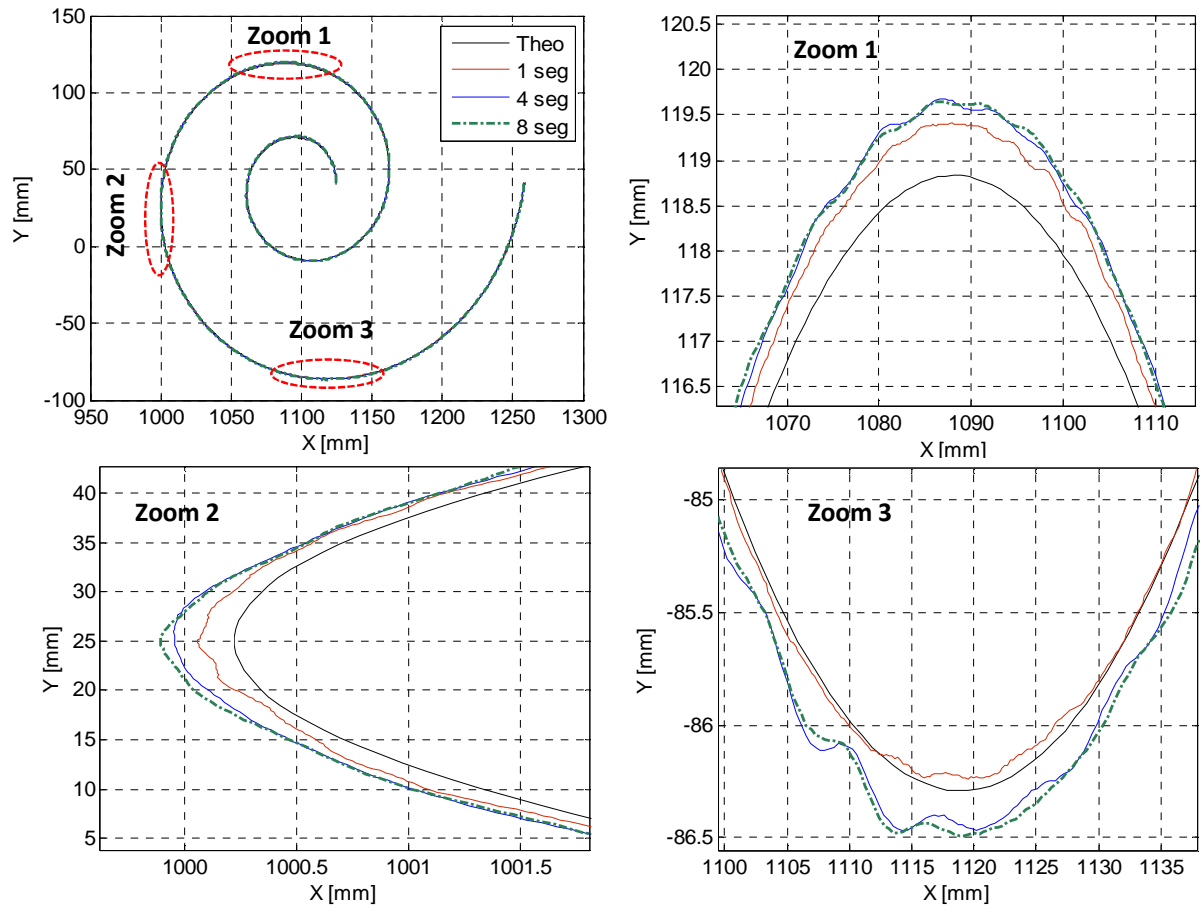 150
100
50
0
-50
-100
950
1000
1050
1100
1150
1200
1250
1300
X [mm]
Y [mm]
Zoom 1
Zoom 2
Zoom 3
Theo
1 seg
4 seg
8 seg
Zoom 1
120.5
120
119.5
119
118.5
118
117.5
117
116.5
1070
1080
1090
1100
1110
X [mm]
Y [mm]
Zoom 2
40
35
30
25
20
15
10
5
1000
1000.5
1001
1001.5
X [mm]
Y [mm]
Zoom 3
-85
-85.5
-86
-86.5
1100
1105
1110
1115
1120
1125
1130
1135
X [mm]
Y [mm]